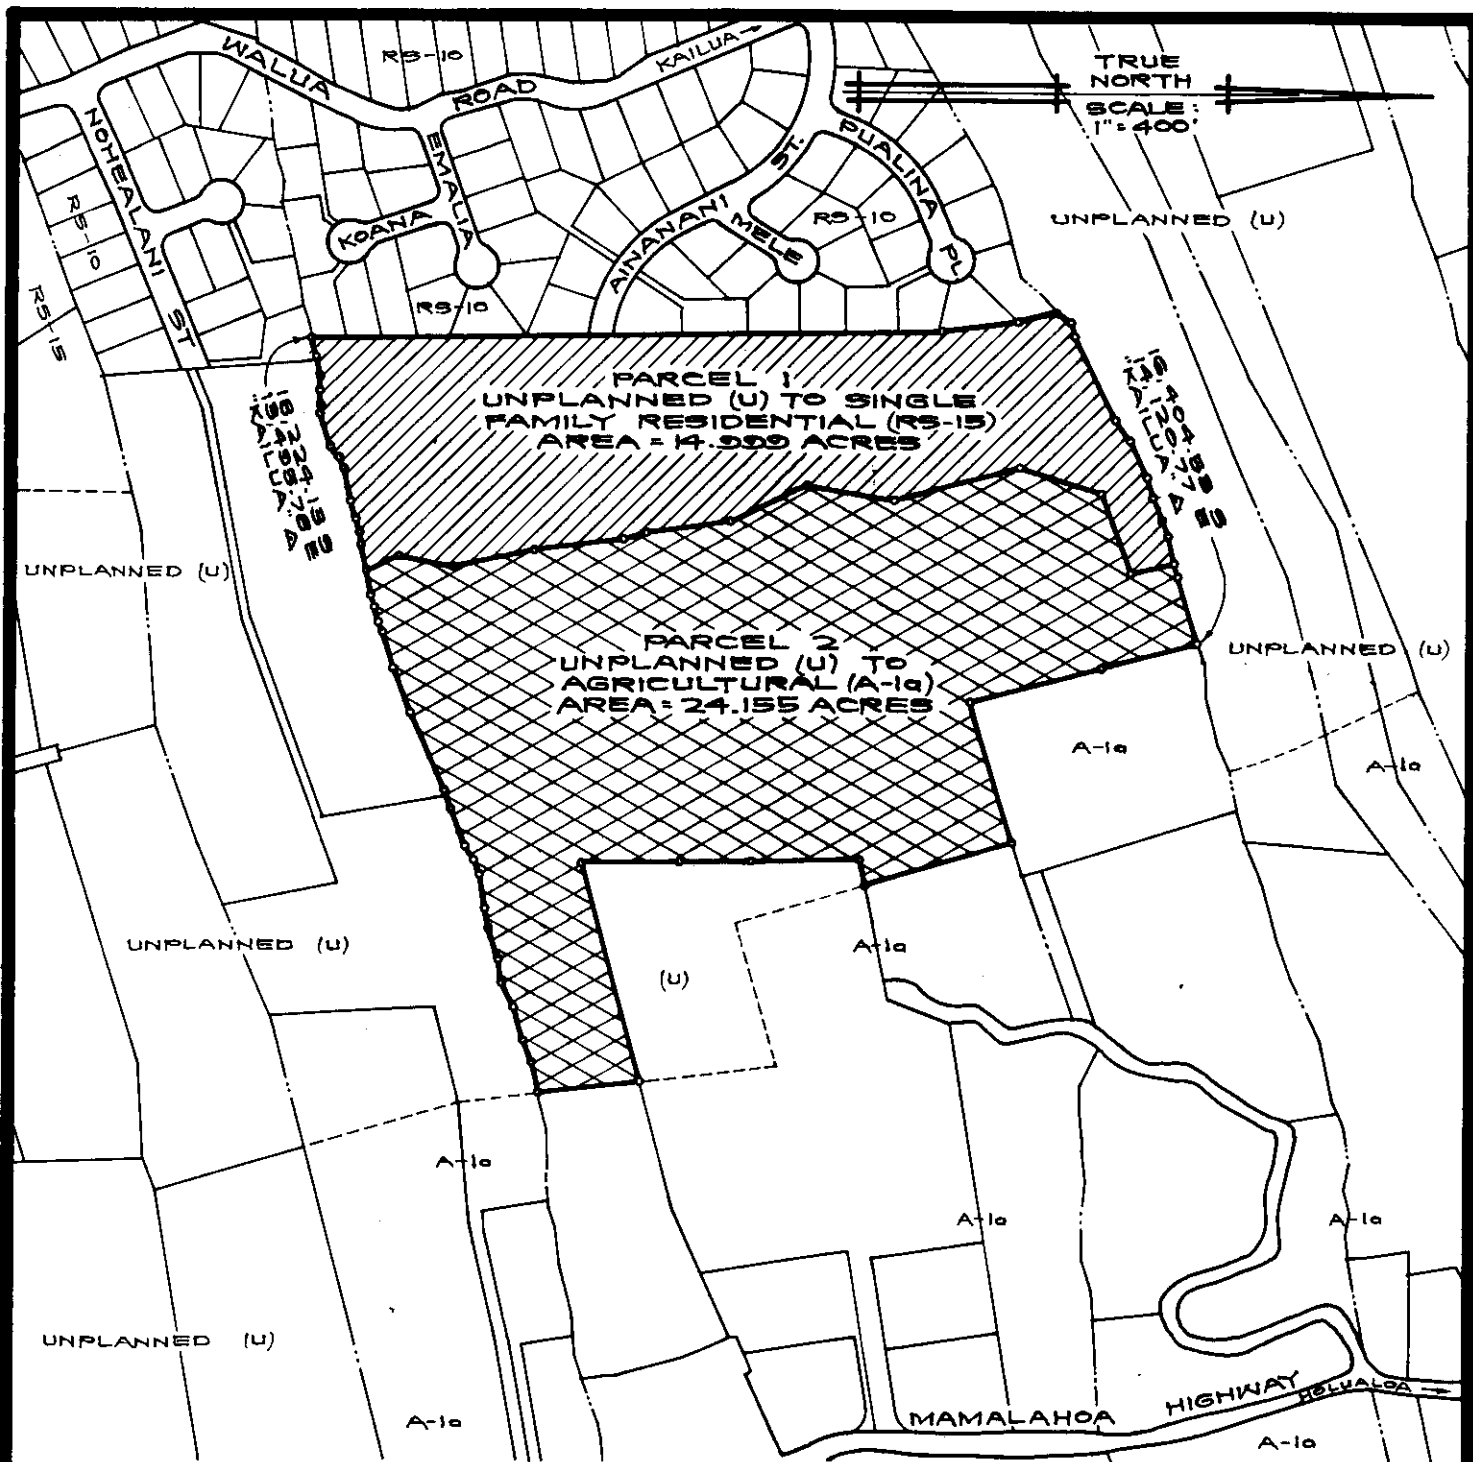 RS-10
WALUA
ROAD
KAILUA
TRUE
NORTH
SCALE:
1"=400'
NOHEALANI ST
EMALIA
KOANA
AINANANI ST.
MELE
PUALINA PL.
RS-10
RS-10
RS-10
RS-15
UNPLANNED (U)
PARCEL 1
UNPLANNED (U) TO SINGLE
FAMILY RESIDENTIAL (RS-15)
AREA = 14.999 ACRES
"KAILUA"
"KAILUA"
UNPLANNED (U)
PARCEL 2
UNPLANNED (U) TO
AGRICULTURAL (A-1a)
AREA = 24.155 ACRES
UNPLANNED (U)
A-1a
A-1a
UNPLANNED (U)
(U)
A-1a
A-1a
A-1a
A-1a
UNPLANNED (U)
A-1a
MAMALAHOA HIGHWAY
HOLUALOA
A-1a